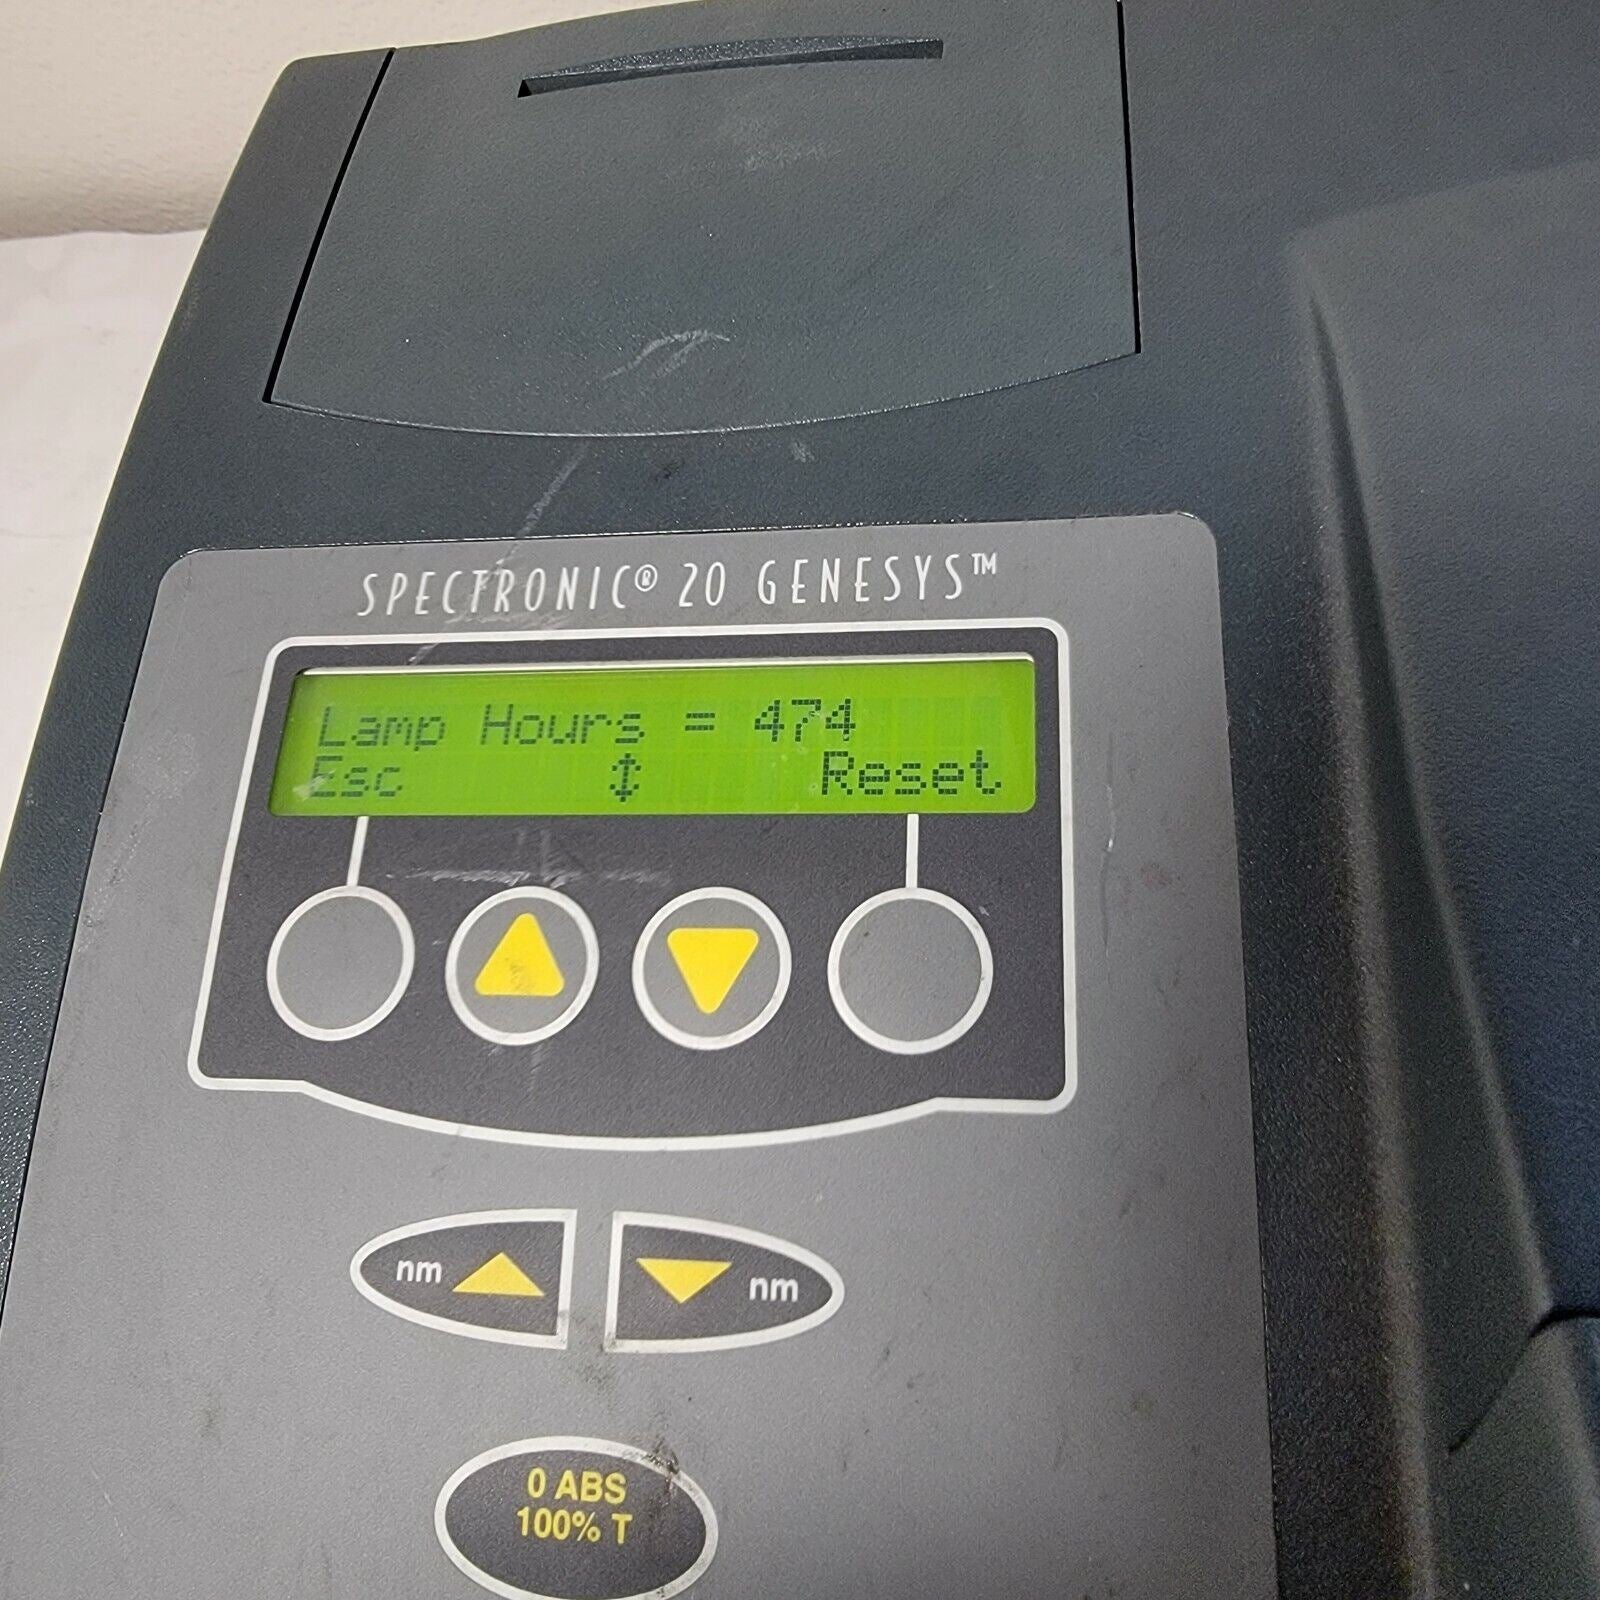 SPECTRONIC® 20 GENESYS™
Lamp Hours = 474
Esc ↕ Reset
nm nm
0 ABS
100% T